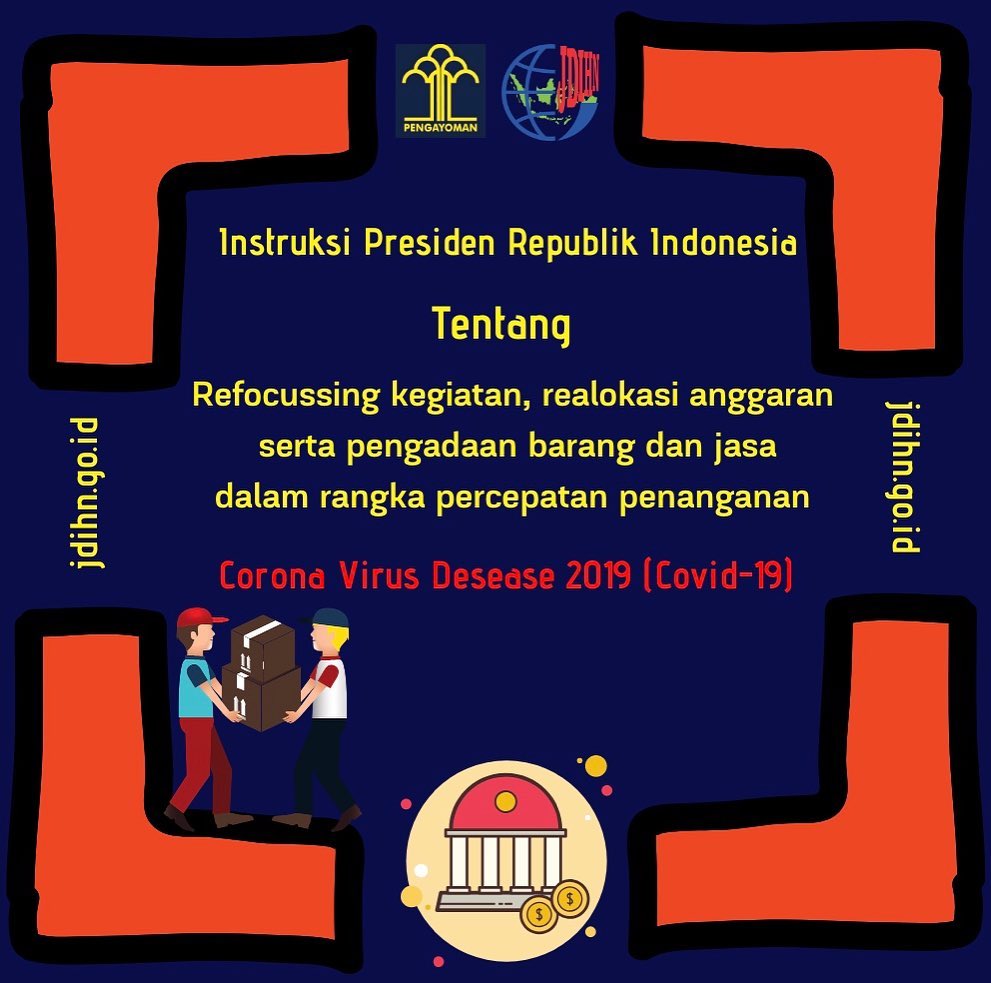 PENGAYOMAN
JDIHN
Instruksi Presiden Republik Indonesia
Tentang
Refocussing kegiatan, realokasi anggaran
serta pengadaan barang dan jasa
dalam rangka percepatan penanganan
Corona Virus Desease 2019 (Covid-19)
jdihn.go.id
jdihn.go.id
$
$